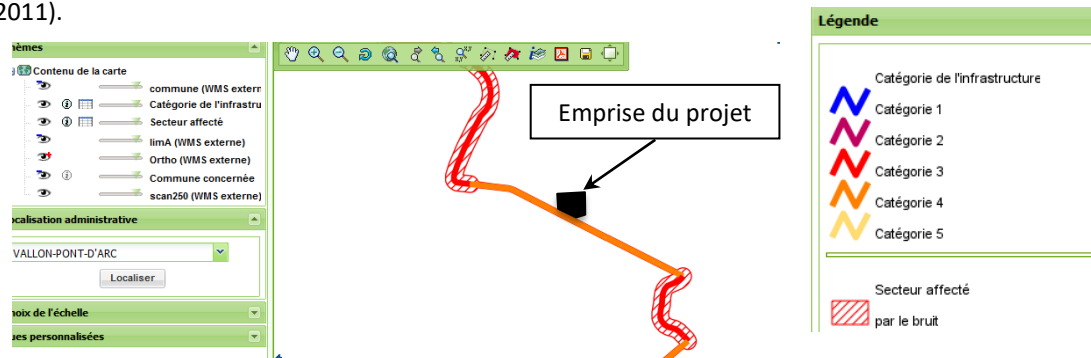 2011).
Contenu de la carte
commune (WMS extern
Catégorie de l'infrastru
Secteur affecté
limA (WMS externe)
Ortho (WMS externe)
Commune concernée
scan250 (WMS externe)
localisation administrative
VALLON-PONT-D'ARC
Localiser
hoix de l'échelle
ues personnalisées
Emprise du projet
Légende
Catégorie de l'infrastructure
Catégorie 1
Catégorie 2
Catégorie 3
Catégorie 4
Catégorie 5
Secteur affecté
par le bruit